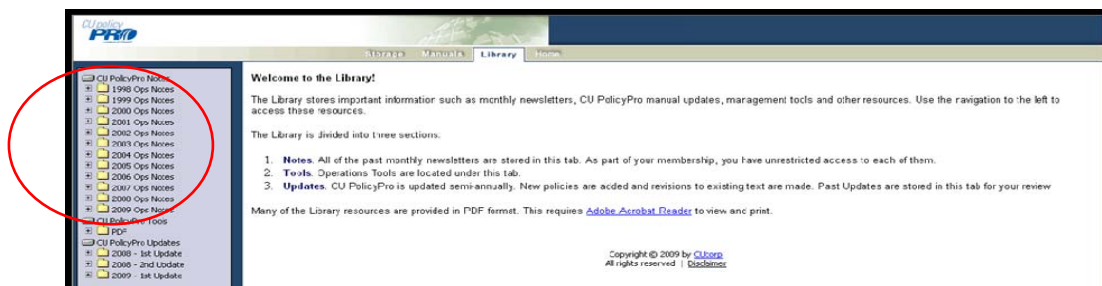 CU policy
PRO
Storage Manuals Library Home
CU PolicyPro Notes
1998 Ops Notes
1999 Ops Notes
2000 Ops Notes
2001 Ops Notes
2002 Ops Notes
2003 Ops Notes
2004 Ops Notes
2005 Ops Notes
2006 Ops Notes
2007 Ops Notes
Ops Notes
2009 Ops Notes
CU PolicyPro Tools
PDF
CU PolicyPro Updates
2008 - 1st Update
2008 - 2nd Update
2009 - 1st Update
Welcome to the Library!
The Library stores important information such as monthly newsletters, CU PolicyPro manual updates, management tools and other resources. Use the navigation to the left to
access these resources.
The Library is divided into three sections:
1. Notes. All of the past monthly newsletters are stored in this tab. As part of your membership, you have unrestricted access to each of them.
2. Tools. Operations Tools are located under this tab.
3. Updates. CU PolicyPro is updated semi-annually. New policies are added and revisions to existing text are made. Past Updates are stored in this tab for your review
Many of the Library resources are provided in PDF format. This requires Adobe Acrobat Reader to view and print.
Copyright © 2009 by CUcorp
All rights reserved | Disclaimer